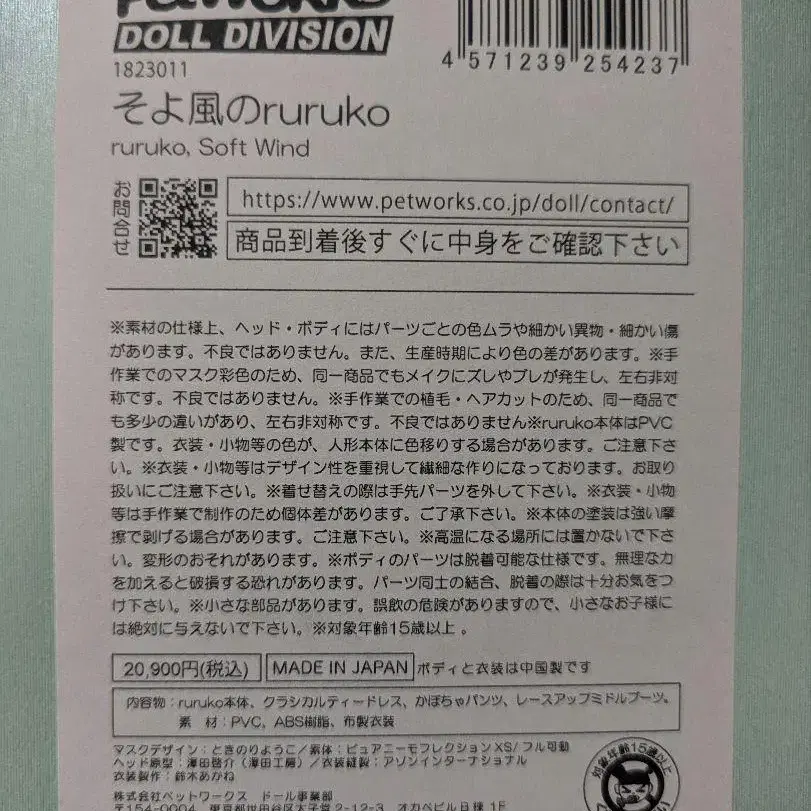 PetWORKs
DOLL DIVISION
4 571239 254237
1823011
そよ風のruruko
ruruko, Soft Wind
お問合せ
https://www.petworks.co.jp/doll/contact/
商品到着後すぐに中身をご確認下さい
※素材の仕様上、ヘッド・ボディにはパーツごとの色ムラや細かい異物・細かい傷
があります。不良ではありません。また、生産時期により色の差があります。※手
作業でのマスク彩色のため、同一商品でもメイクにズレやブレが発生し、左右非対
称です。不良ではありません。※手作業での植毛・ヘアカットのため、同一商品で
も多少の違いがあり、左右非対称です。不良ではありません※ruruko本体はPVC
製です。衣装・小物等の色が、人形本体に色移りする場合があります。ご注意下さ
い。※衣装・小物等はデザイン性を重視して繊細な作りになっております。お取り
扱いにご注意下さい。※着せ替えの際は手先パーツを外して下さい。※衣装・小物
等は手作業で制作のため個体差があります。ご了承下さい。※本体の塗装は強い摩
擦で剥げる場合があります。ご注意下さい。※高温になる場所には置かないで下さ
い。変形のおそれがあります。※ボディのパーツは脱着可能な仕様です。無理な力
を加えると破損する恐れがあります。パーツ同士の結合、脱着の際は十分お気をつ
け下さい。※小さな部品があります。誤飲の危険がありますので、小さなお子様に
は絶対に与えないで下さい。※対象年齢15歳以上。
20,900円(税込) MADE IN JAPAN ボディと衣装は中国製です
内容物：ruruko本体、クラシカルティードレス、かぼちゃパンツ、レースアップミドルブーツ。
素　材：PVC、ABS樹脂、布製衣装
マスクデザイン：ときのりようこ/素体：ピュアニーモフレクションXS/フル可動
ヘッド原型：澤田啓介（澤田工房）/衣装縫製：アゾンインターナショナル
衣装製作：鈴木あかね
株式会社ペットワークス　ドール事業部
〒154-0004　東京都世田谷区太子堂2-12-3　オカベビル8 1F
対象年齢15歳以上